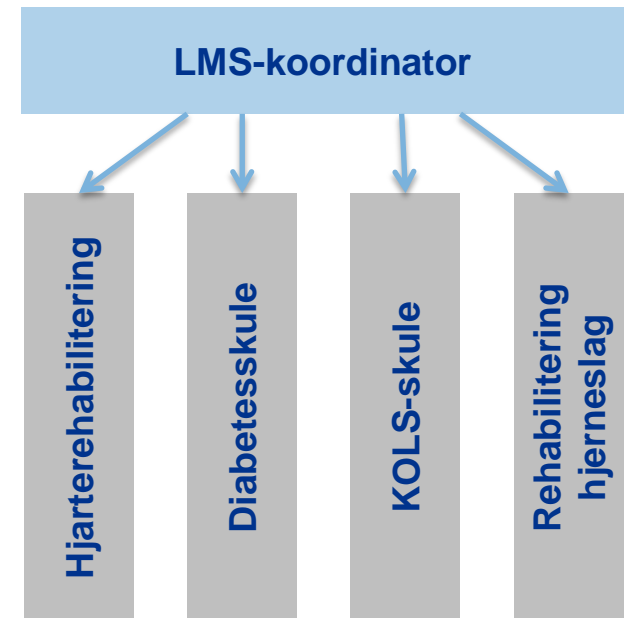 LMS-koordinator
Hjarterehabilitering
Diabetesskule
KOLS-skule
Rehabilitering
hjerneslag